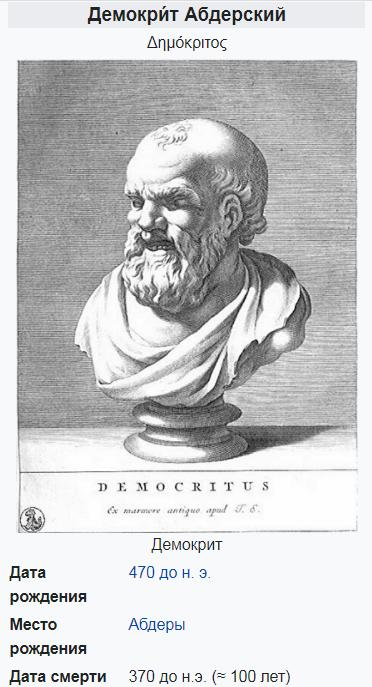 Демокри́т Абдерский
Δημόκριτος
DEMOCRITUS
Ex marmore antiquo apud F. S.
Демокрит
Дата рождения
470 до н. э.
Место рождения
Абдеры
Дата смерти
370 до н.э. (≈ 100 лет)